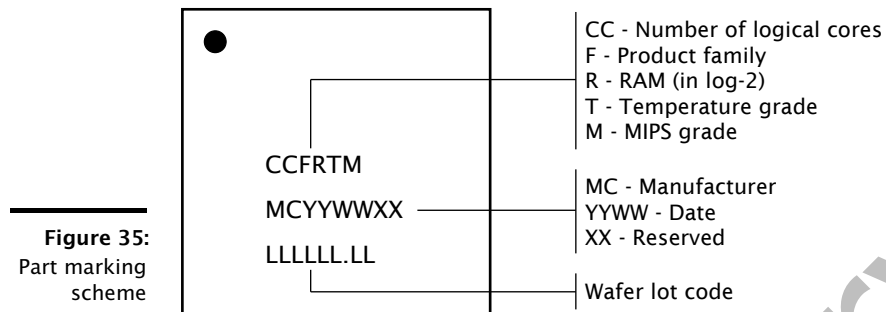 CC - Number of logical cores
F - Product family
R - RAM (in log-2)
T - Temperature grade
M - MIPS grade
CCFRTM
MCYYWWXX
MC - Manufacturer
YYWW - Date
XX - Reserved
LLLLLL.LL
Wafer lot code
Figure 35:
Part marking
scheme